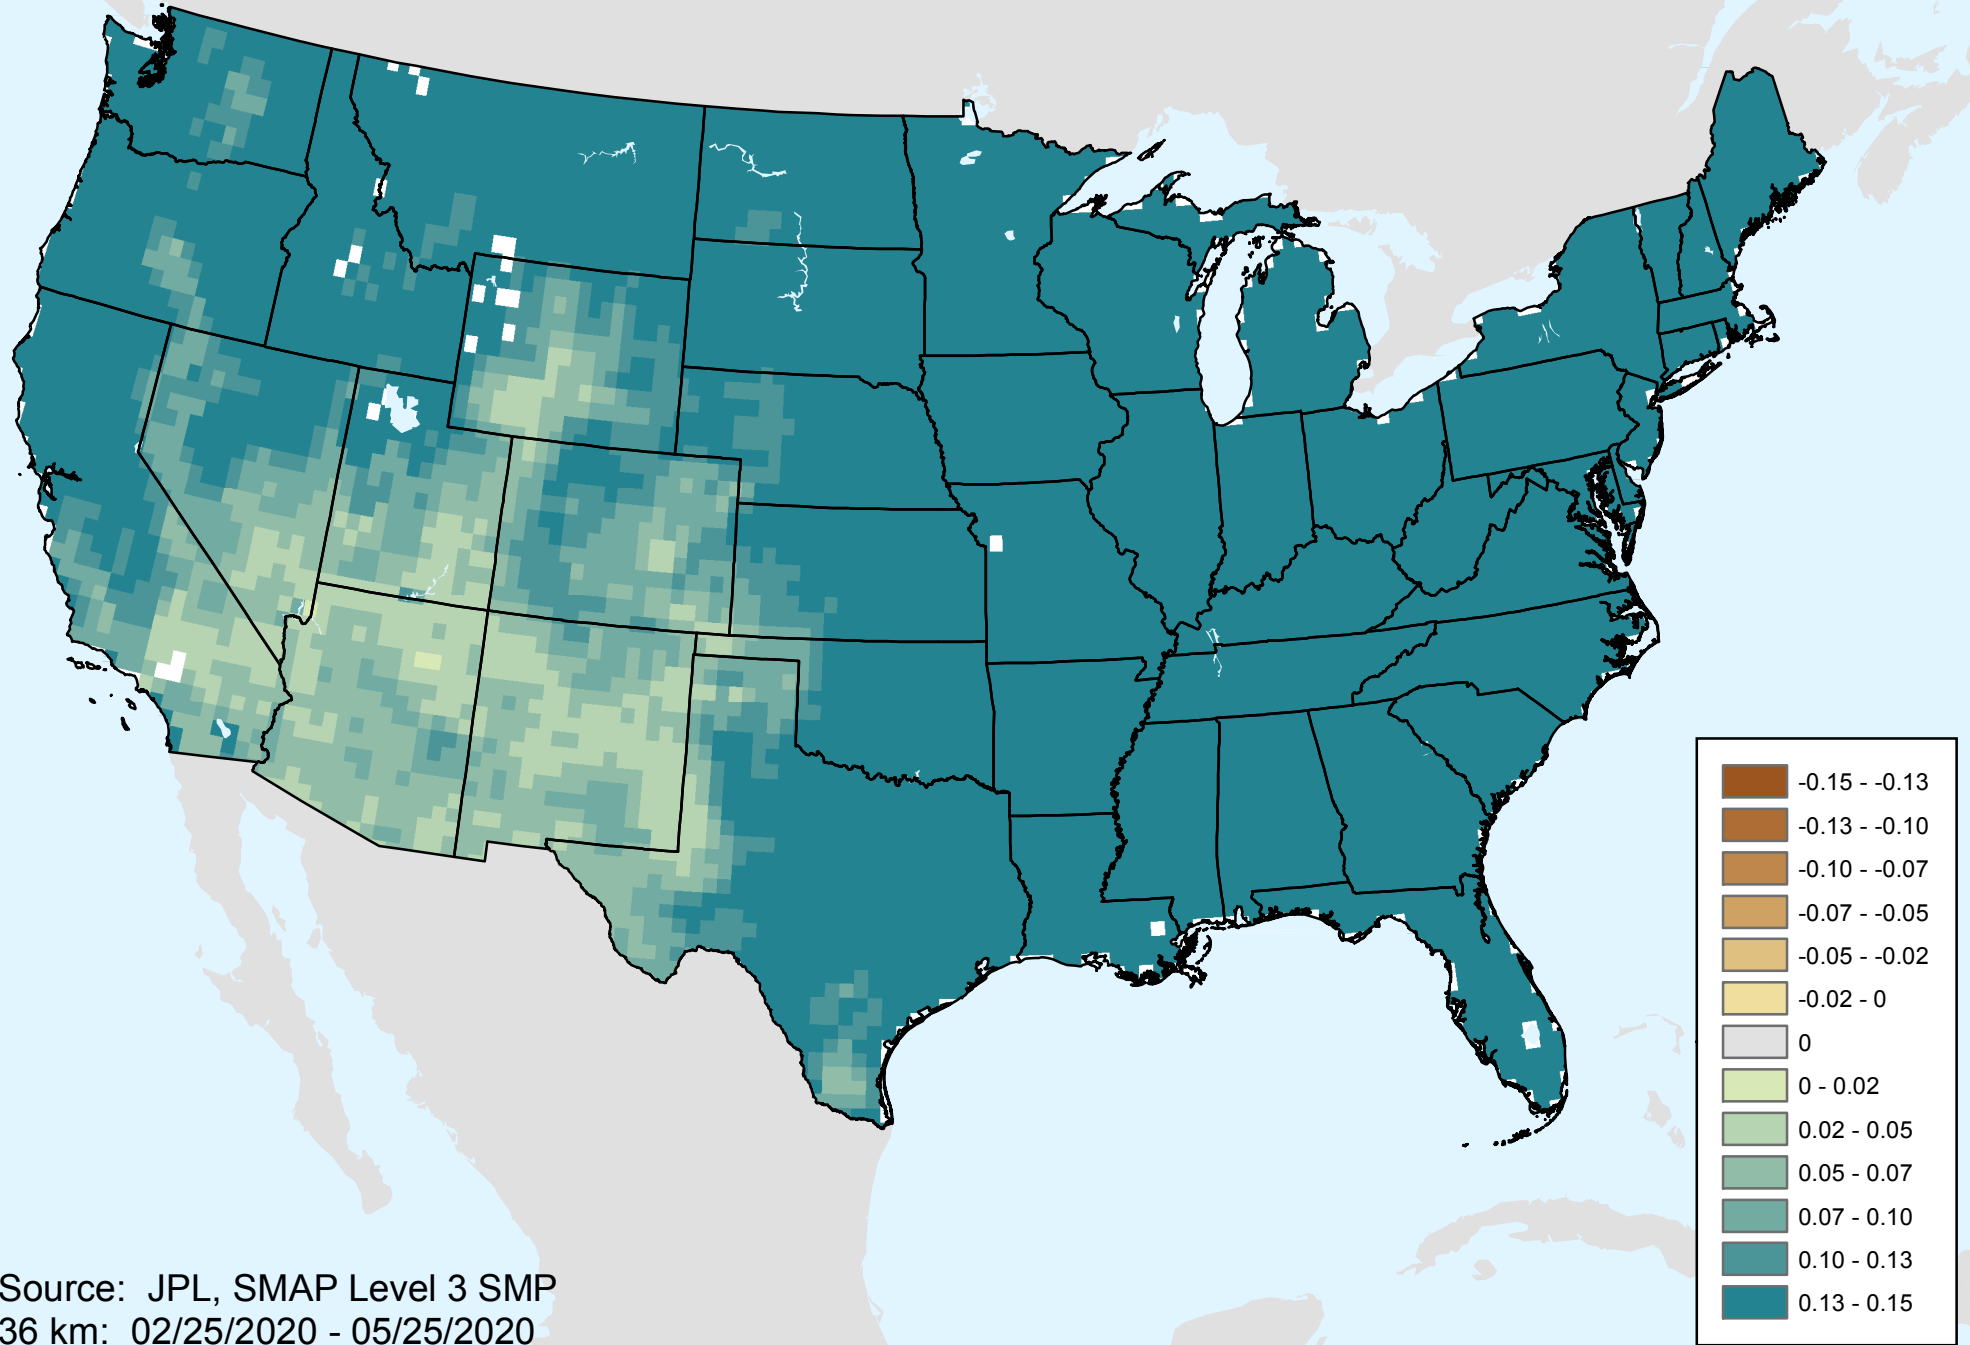 -0.15 - -0.13
-0.13 - -0.10
-0.10 - -0.07
-0.07 - -0.05
-0.05 - -0.02
-0.02 - 0
0
0 - 0.02
0.02 - 0.05
0.05 - 0.07
0.07 - 0.10
0.10 - 0.13
0.13 - 0.15
Source: JPL, SMAP Level 3 SMP
36 km: 02/25/2020 - 05/25/2020